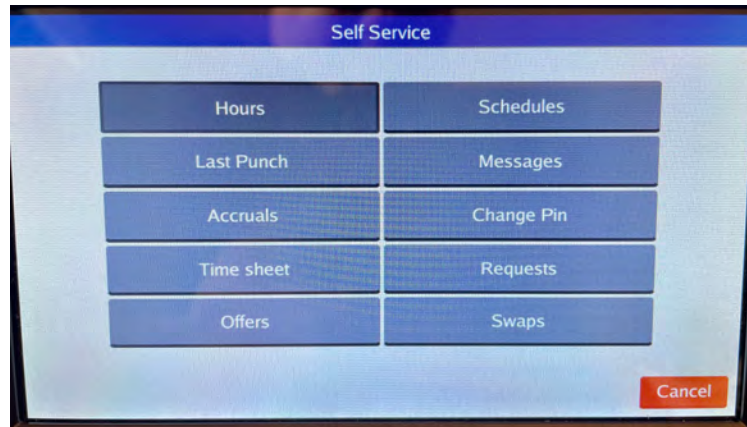 Self Service
Hours
Schedules
Last Punch
Messages
Accruals
Change Pin
Time sheet
Requests
Offers
Swaps
Cancel